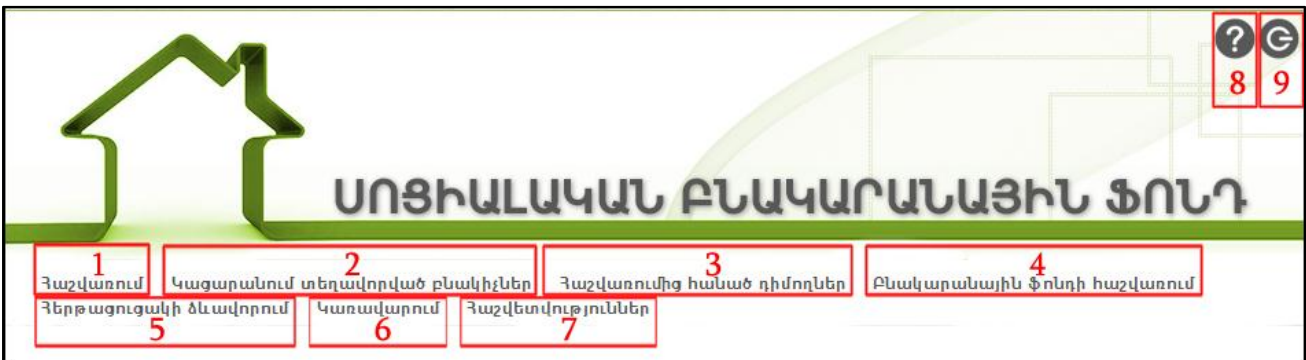 ? 8 9
ՍՈՑԻԱԼԱԿԱՆ ԲՆԱԿԱՐԱՆԱՅԻՆ ՖՈՆԴ
1 2 3 4
Հաշվառում Կացարանում տեղավորված բնակիչներ Հաշվառումից հանած դիմողներ Բնակարանային ֆոնդի հաշվառում
Հերթացուցակի ձևավորում Կառավարում Հաշվետվություններ
5 6 7